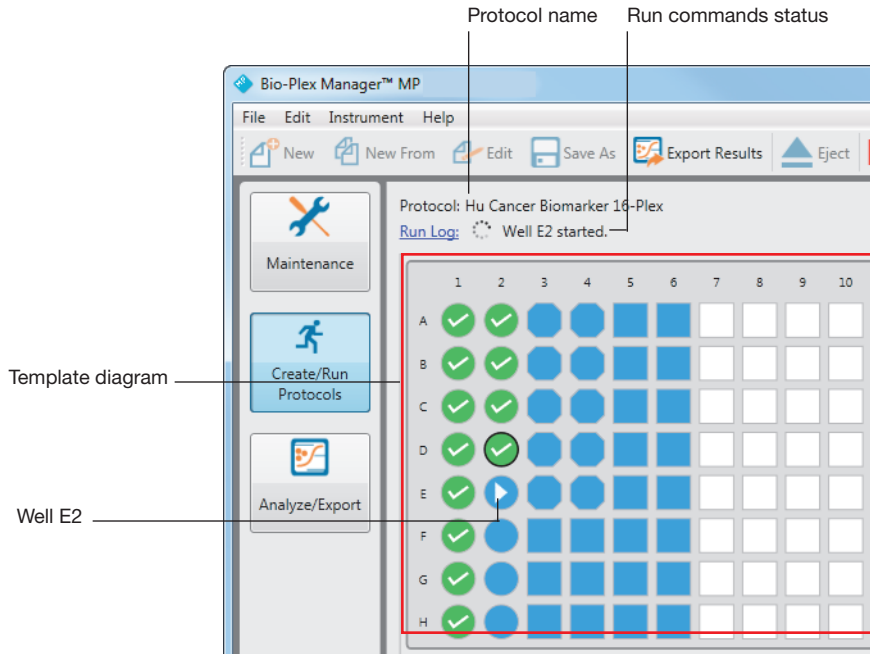 Protocol name Run commands status
Bio-Plex Manager™ MP
File Edit Instrument Help
New New From Edit Save As Export Results Eject
Protocol: Hu Cancer Biomarker 16-Plex
Run Log: Well E2 started.
Maintenance
1 2 3 4 5 6 7 8 9 10
A
B
Create/Run
Protocols
Template diagram
C
D
E
Analyze/Export
Well E2
F
G
H